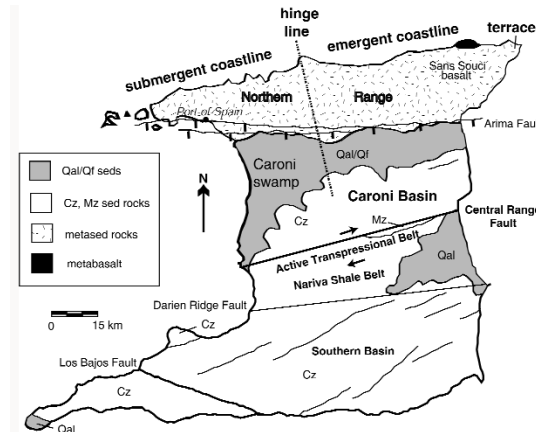 hinge
line
terrace
emergent coastline
submergent coastline
Sans Souci
basalt
Port of Spain
Northern Range
Arima Fau
Qal/Qf seds
Cz, Mz sed rocks
metased rocks
metabasalt
N
Caroni
swamp
Qal/Qf
Caroni Basin
Cz
Mz
Central Range
Fault
Active Transpressional Belt
Qal
Nariva Shale Belt
0 15 km
Darien Ridge Fault
Cz
Los Bajos Fault
Southern Basin
Cz
Cz
Qal